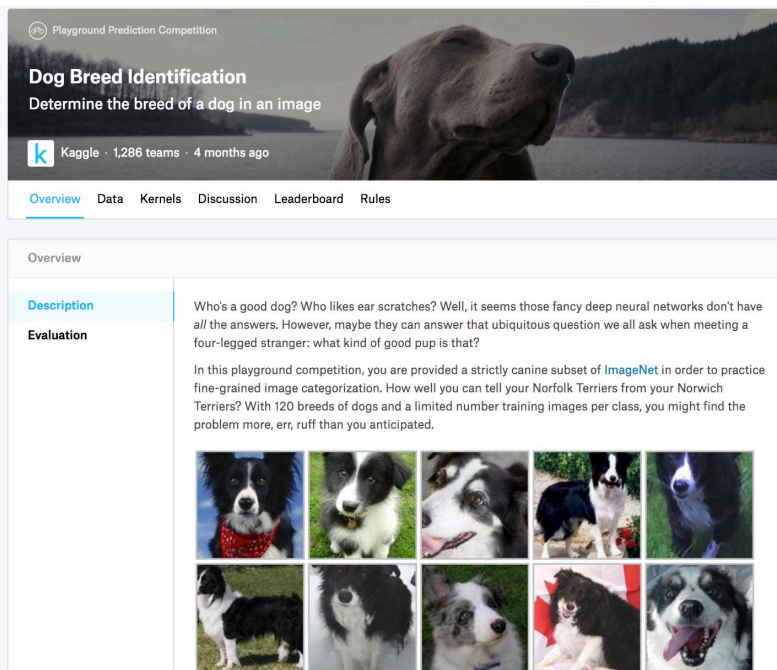 Playground Prediction Competition
Dog Breed Identification
Determine the breed of a dog in an image
k
Kaggle · 1,286 teams · 4 months ago
Overview Data Kernels Discussion Leaderboard Rules
Overview
Description
Evaluation
Who's a good dog? Who likes ear scratches? Well, it seems those fancy deep neural networks don't have
all the answers. However, maybe they can answer that ubiquitous question we all ask when meeting a
four-legged stranger: what kind of good pup is that?
In this playground competition, you are provided a strictly canine subset of ImageNet in order to practice
fine-grained image categorization. How well you can tell your Norfolk Terriers from your Norwich
Terriers? With 120 breeds of dogs and a limited number training images per class, you might find the
problem more, err, ruff than you anticipated.